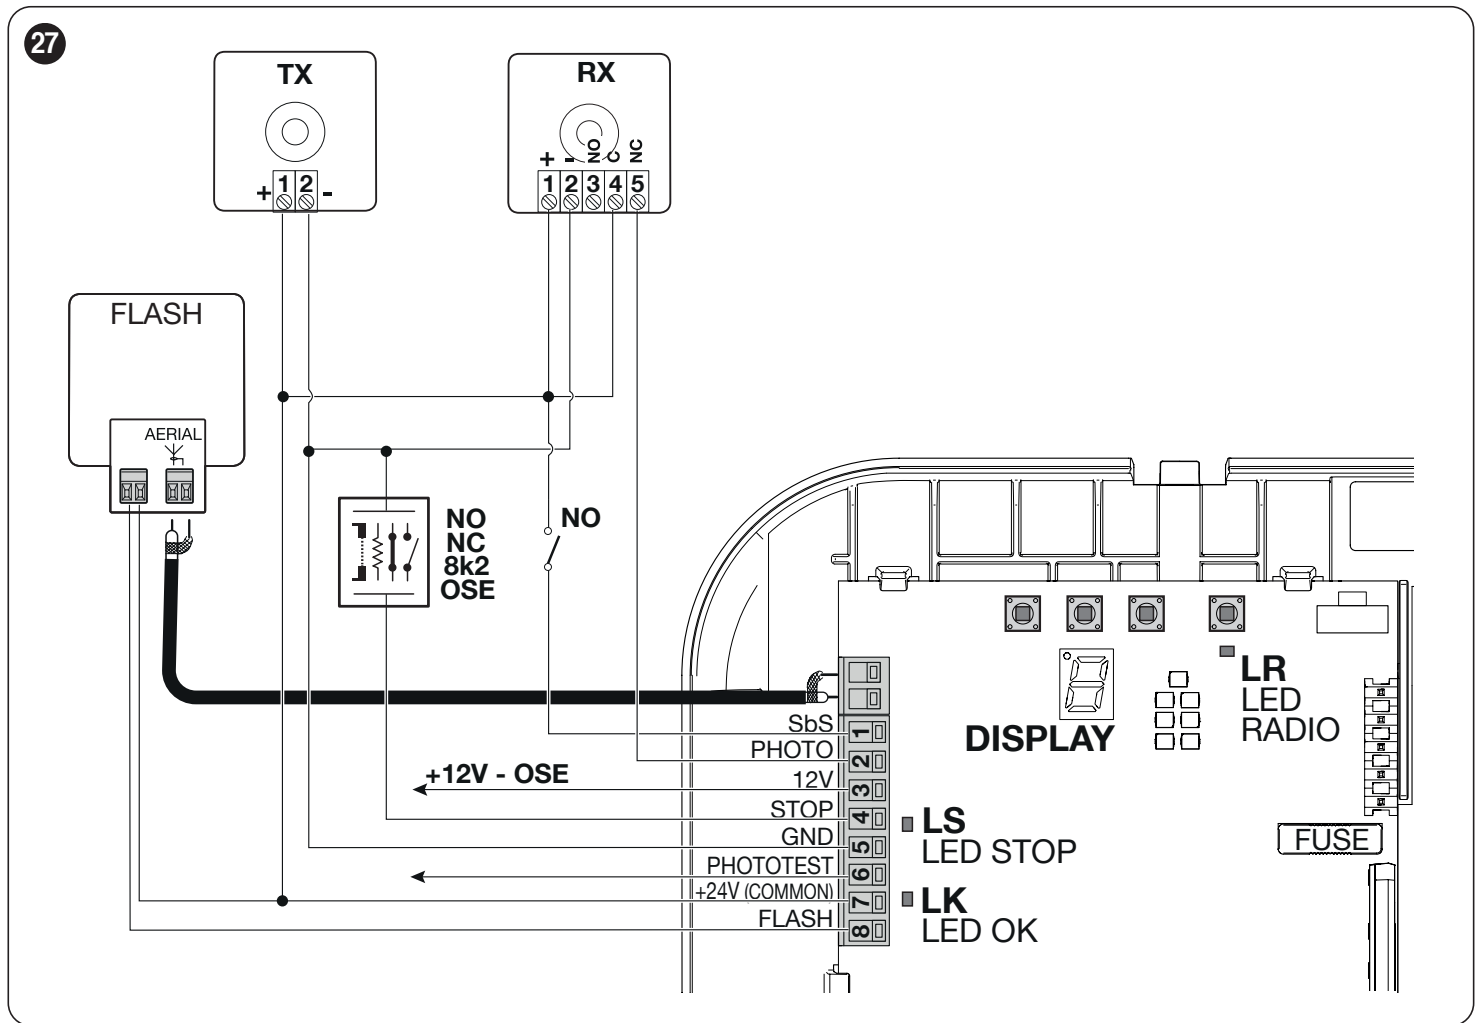 27
TX
+ 1 2 -
RX
+ - NO C NC
1 2 3 4 5
FLASH
AERIAL
NO
NC
8k2
OSE
NO
SbS 1
PHOTO 2
+12V - OSE
12V 3
STOP 4
GND 5
PHOTOTEST 6
+24V (COMMON) 7
FLASH 8
DISPLAY
LR
LED
RADIO
LS
LED STOP
LK
LED OK
FUSE